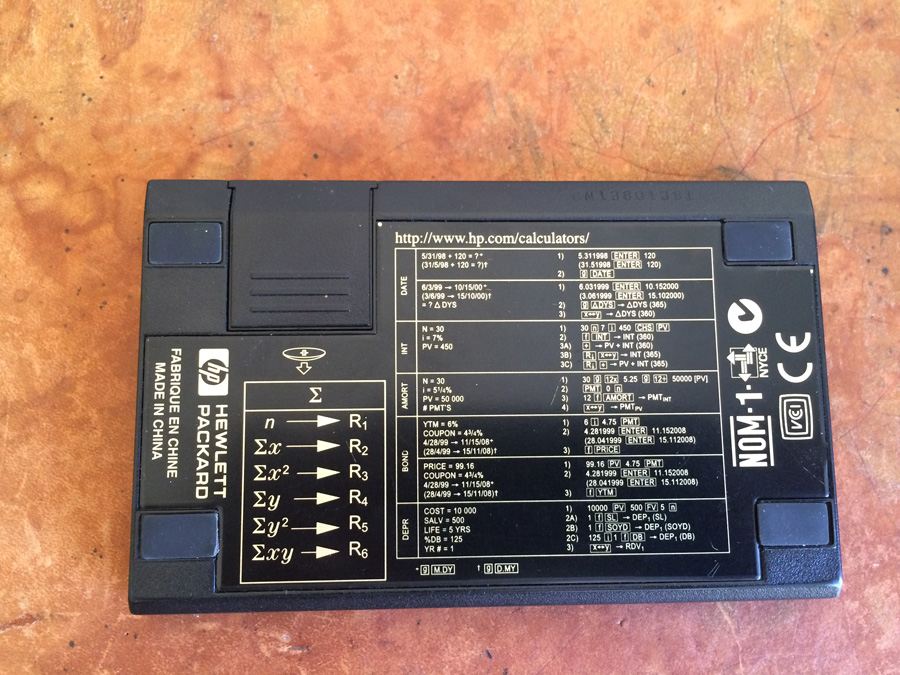 http://www.hp.com/calculators/
DATE
5/31/98 + 120 = ?* 1) 5.311998 ENTER 120
(31/5/98 + 120 = ?)† (31.51998 ENTER 120)
2) g DATE
6/3/99 → 10/15/00* 1) 6.031999 ENTER 10.152000
(3/6/99 → 15/10/00)† (3.061999 ENTER 15.102000)
= ? Δ DYS 2) g ΔDYS → ΔDYS (365)
3) x↔y → ΔDYS (360)
INT
N = 30 1) 30 n 7 i 450 CHS PV
i = 7% 2) f INT → INT (360)
PV = 450 3A) + → PV + INT (360)
3B) R↓ x↔y → INT (365)
3C) R↓ + → PV + INT (365)
AMORT
N = 30 1) 30 g 12x 5.25 g 12÷ 50000 [PV]
i = 5¼% 2) PMT 0 n
PV = 50 000 3) 12 f AMORT → PMT INT
# PMT'S 4) x↔y → PMT PV
BOND
YTM = 6% 1) 6 i 4.75 PMT
COUPON = 4¾% 2) 4.281999 ENTER 11.152008
4/28/99 → 11/15/08* (28.041999 ENTER 15.112008)
(28/4/99 → 15/11/08)† 3) f PRICE
PRICE = 99.16 1) 99.16 PV 4.75 PMT
COUPON = 4¾% 2) 4.281999 ENTER 11.152008
4/28/99 → 11/15/08* (28.041999 ENTER 15.112008)
(28/4/99 → 15/11/08)† 3) f YTM
DEPR
COST = 10 000 1) 10000 PV 500 FV 5 n
SALV = 500 2A) 1 f SL → DEP₁ (SL)
LIFE = 5 YRS 2B) 1 f SOYD → DEP₁ (SOYD)
%DB = 125 2C) 125 i 1 f DB → DEP₁ (DB)
YR # = 1 3) x↔y → RDV₁
* g M.DY † g D.MY
Σ
n → R₁
Σx → R₂
Σx² → R₃
Σy → R₄
Σy² → R₅
Σxy → R₆
hp HEWLETT
PACKARD
FABRIQUE EN CHINE
MADE IN CHINA
NOM-1-
NYCE
CE
VCI